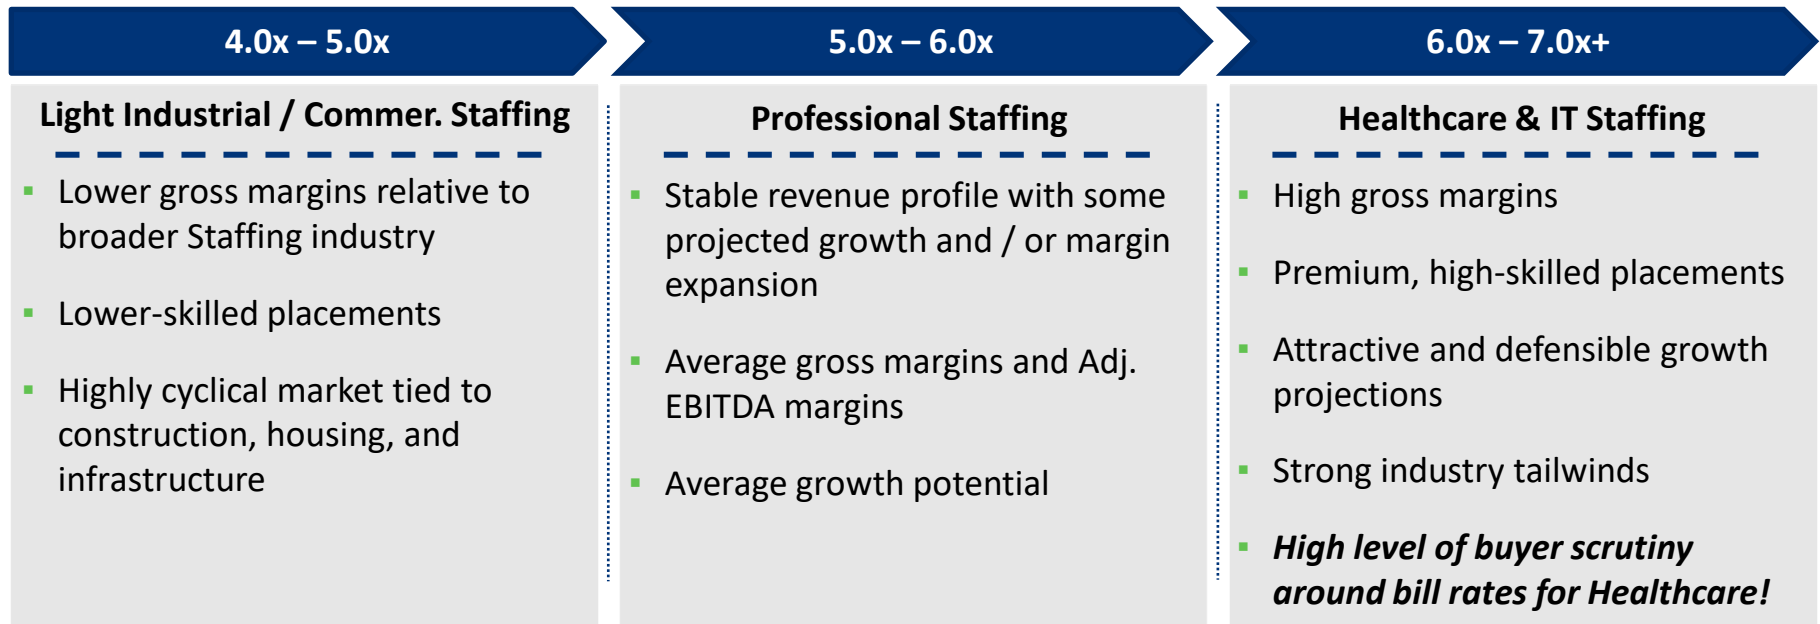 4.0x – 5.0x
Light Industrial / Commer. Staffing
▪ Lower gross margins relative to
broader Staffing industry
▪ Lower-skilled placements
▪ Highly cyclical market tied to
construction, housing, and
infrastructure
5.0x – 6.0x
Professional Staffing
▪ Stable revenue profile with some
projected growth and / or margin
expansion
▪ Average gross margins and Adj.
EBITDA margins
▪ Average growth potential
6.0x – 7.0x+
Healthcare & IT Staffing
▪ High gross margins
▪ Premium, high-skilled placements
▪ Attractive and defensible growth
projections
▪ Strong industry tailwinds
▪ High level of buyer scrutiny
around bill rates for Healthcare!